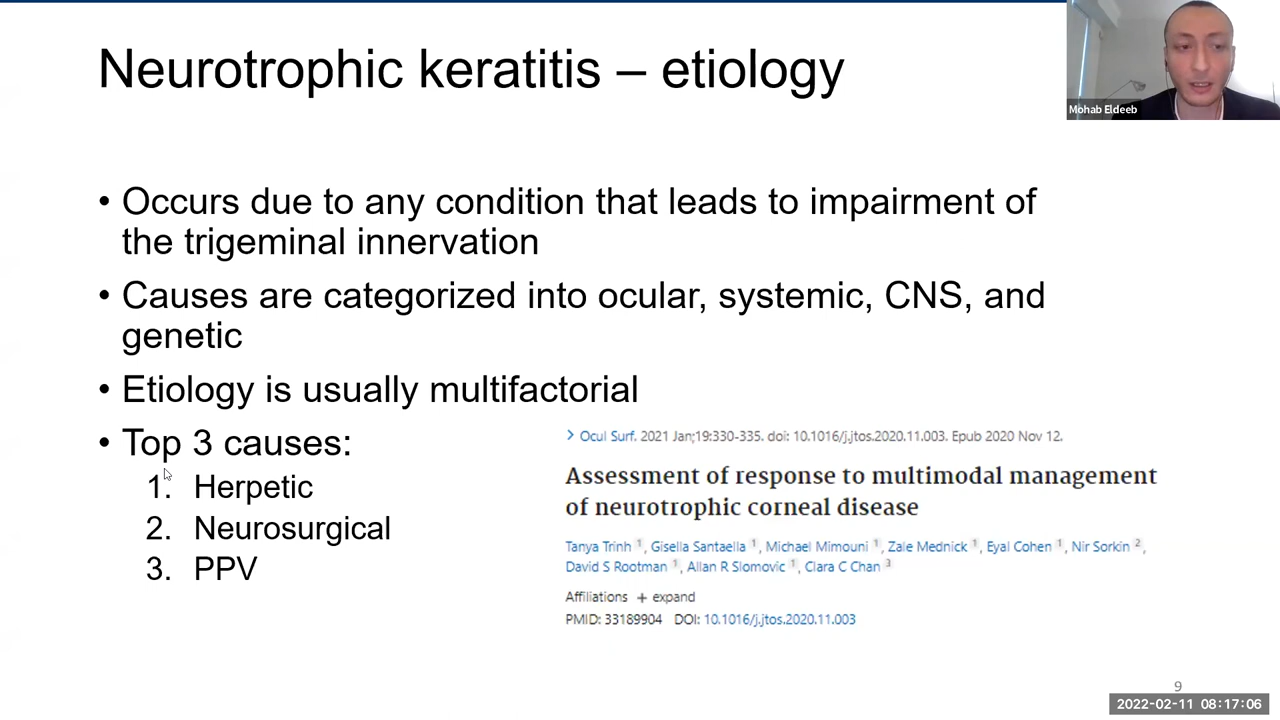 Neurotrophic keratitis – etiology
Mohab Eldeeb
• Occurs due to any condition that leads to impairment of
the trigeminal innervation
• Causes are categorized into ocular, systemic, CNS, and
genetic
• Etiology is usually multifactorial
• Top 3 causes:
1. Herpetic
2. Neurosurgical
3. PPV
> Ocul Surf. 2021 Jan;19:330-335. doi: 10.1016/j.jtos.2020.11.003. Epub 2020 Nov 12.
Assessment of response to multimodal management
of neurotrophic corneal disease
Tanya Trinh 1, Gisella Santaella 1, Michael Mimouni 1, Zale Mednick 1, Eyal Cohen 1, Nir Sorkin 2,
David S Rootman 1, Allan R Slomovic 1, Clara C Chan 3
Affiliations + expand
PMID: 33189904 DOI: 10.1016/j.jtos.2020.11.003
9
2022-02-11 08:17:06